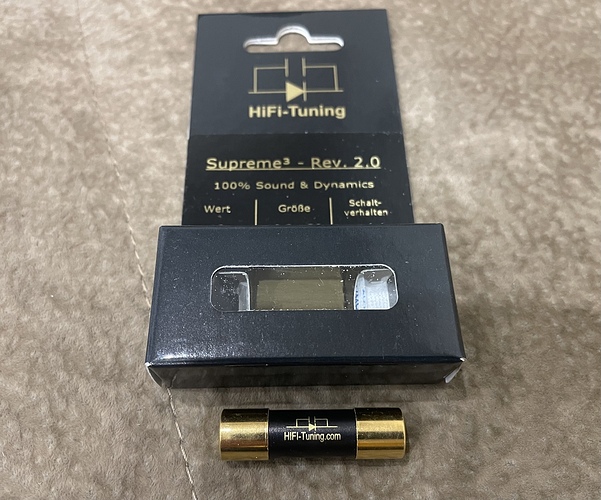 HiFi-Tuning
Supreme³ - Rev. 2.0
100% Sound & Dynamics
Wert
Größe
Schalt-
verhalten
HiFi-Tuning.com